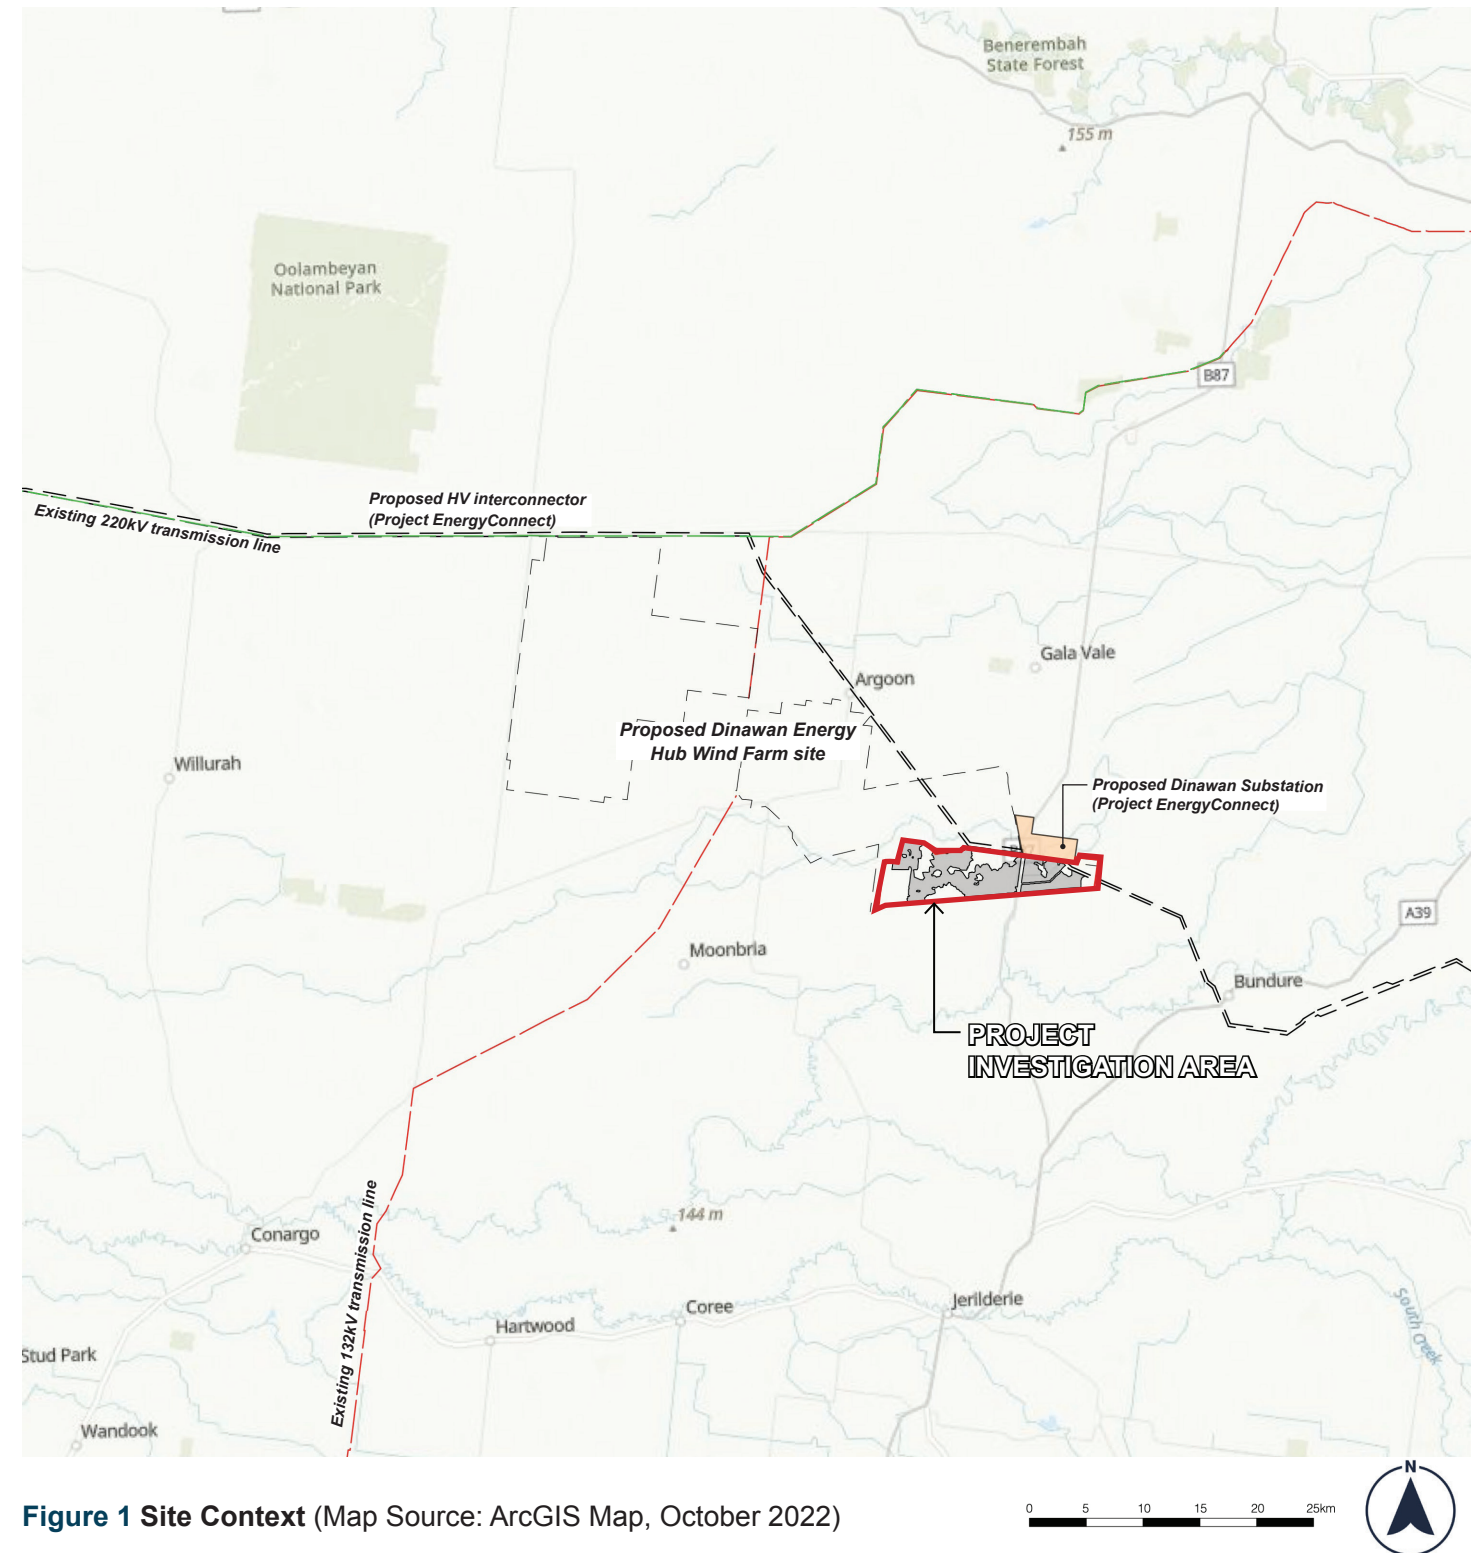 Benerembah
State Forest
155 m
Oolambeyan
National Park
B87
Proposed HV interconnector
(Project EnergyConnect)
Existing 220kV transmission line
Gala Vale
Argoon
Proposed Dinawan Energy
Hub Wind Farm site
Willurah
Proposed Dinawan Substation
(Project EnergyConnect)
A39
Moonbria
Bundure
PROJECT
INVESTIGATION AREA
144 m
Conargo
Existing 132kV transmission line
Jerilderie
Coree
Hartwood
South Creek
Stud Park
Wandook
N
Figure 1 Site Context (Map Source: ArcGIS Map, October 2022)
0 5 10 15 20 25km